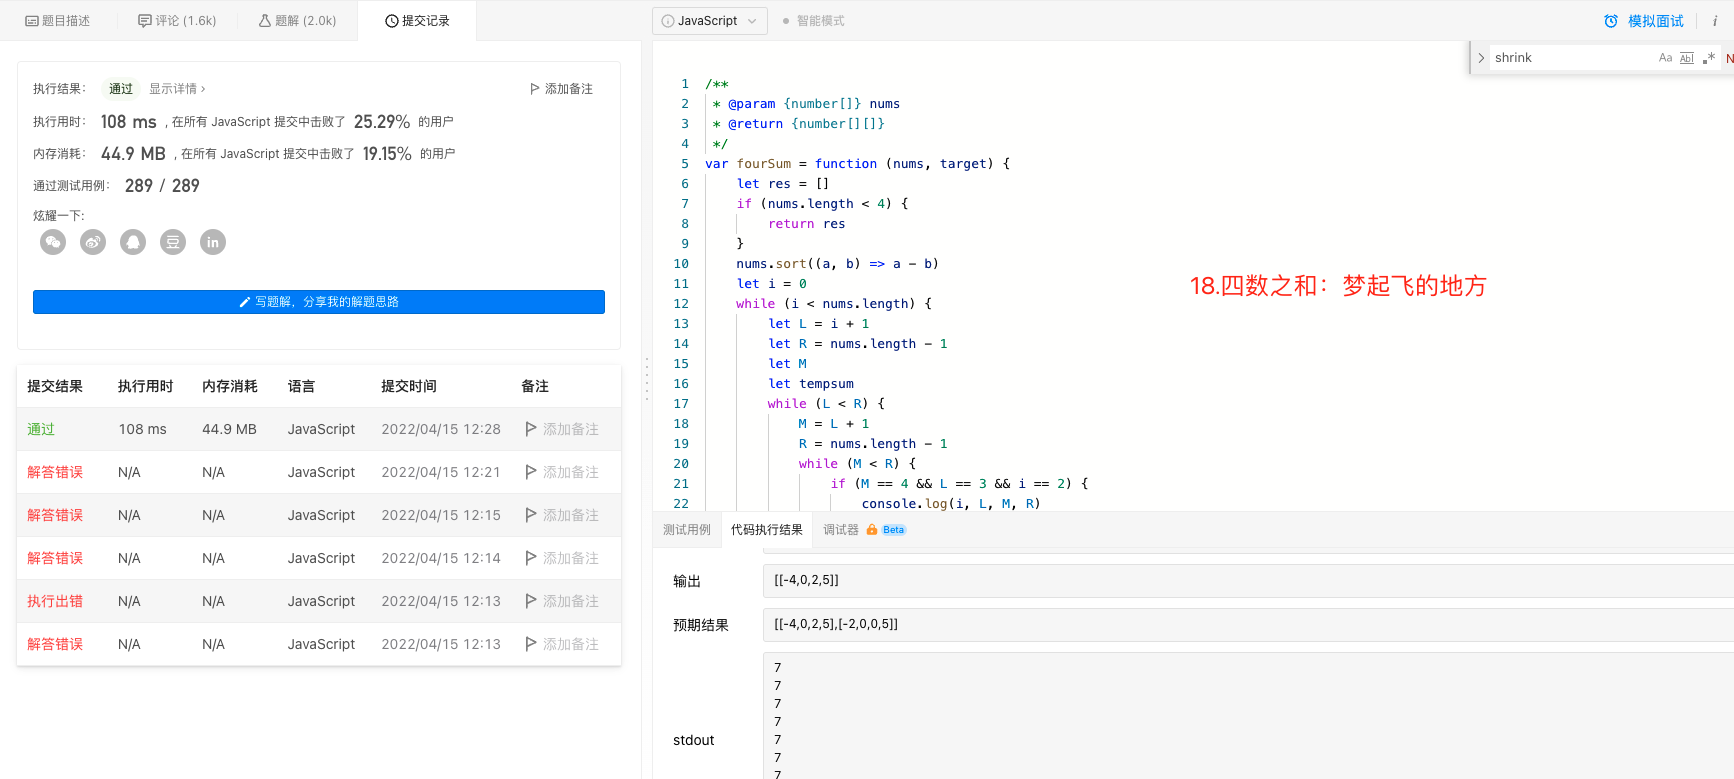 题目描述
评论 (1.6k)
题解 (2.0k)
提交记录
执行结果：
通过
显示详情 ›
添加备注
执行用时： 108 ms , 在所有 JavaScript 提交中击败了 25.29% 的用户
内存消耗： 44.9 MB , 在所有 JavaScript 提交中击败了 19.15% 的用户
通过测试用例： 289 / 289
炫耀一下:
豆
in
写题解，分享我的解题思路
提交结果 执行用时 内存消耗 语言 提交时间 备注
通过 108 ms 44.9 MB JavaScript 2022/04/15 12:28 添加备注
解答错误 N/A N/A JavaScript 2022/04/15 12:21 添加备注
解答错误 N/A N/A JavaScript 2022/04/15 12:15 添加备注
解答错误 N/A N/A JavaScript 2022/04/15 12:14 添加备注
执行出错 N/A N/A JavaScript 2022/04/15 12:13 添加备注
解答错误 N/A N/A JavaScript 2022/04/15 12:13 添加备注
JavaScript
智能模式
模拟面试
i
shrink
Aa Abl .*
N
1 /**
2 * @param {number[]} nums
3 * @return {number[][]}
4 */
5 var fourSum = function (nums, target) {
6 let res = []
7 if (nums.length < 4) {
8 return res
9 }
10 nums.sort((a, b) => a - b)
11 let i = 0
12 while (i < nums.length) {
13 let L = i + 1
14 let R = nums.length - 1
15 let M
16 let tempsum
17 while (L < R) {
18 M = L + 1
19 R = nums.length - 1
20 while (M < R) {
21 if (M == 4 && L == 3 && i == 2) {
22 console.log(i, L, M, R)
18.四数之和：梦起飞的地方
测试用例
代码执行结果
调试器
Beta
输出
[[-4,0,2,5]]
预期结果
[[-4,0,2,5],[-2,0,0,5]]
stdout
7
7
7
7
7
7
7